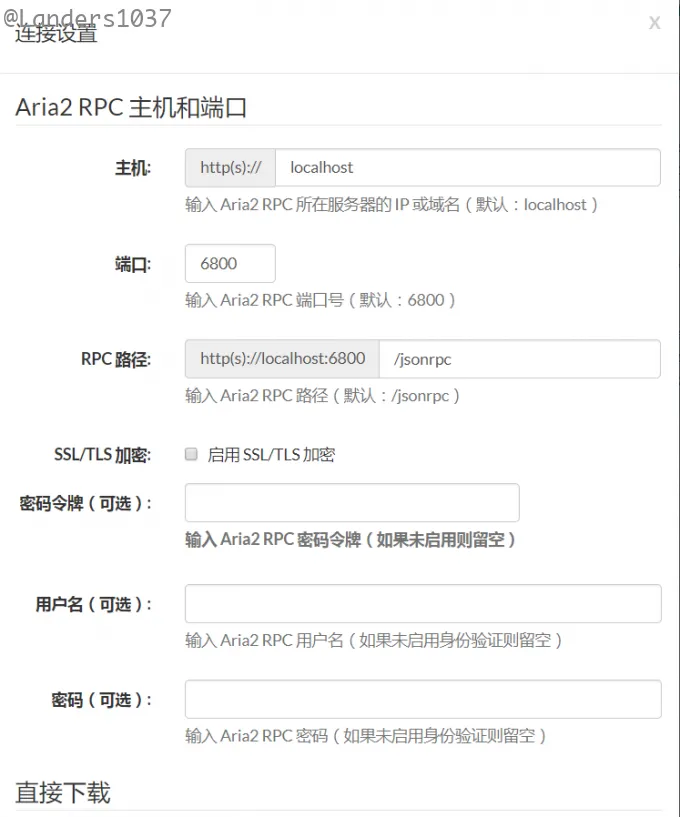 @Landers1037
连接设置
x
Aria2 RPC 主机和端口
主机:
http(s)://
localhost
输入 Aria2 RPC 所在服务器的 IP 或域名（默认：localhost）
端口:
6800
输入 Aria2 RPC 端口号（默认：6800）
RPC 路径:
http(s)://localhost:6800
/jsonrpc
输入 Aria2 RPC 路径（默认：/jsonrpc）
SSL/TLS 加密:
启用 SSL/TLS 加密
密码令牌（可选）:
输入 Aria2 RPC 密码令牌（如果未启用则留空）
用户名（可选）:
输入 Aria2 RPC 用户名（如果未启用身份验证则留空）
密码（可选）:
输入 Aria2 RPC 密码（如果未启用身份验证则留空）
直接下载